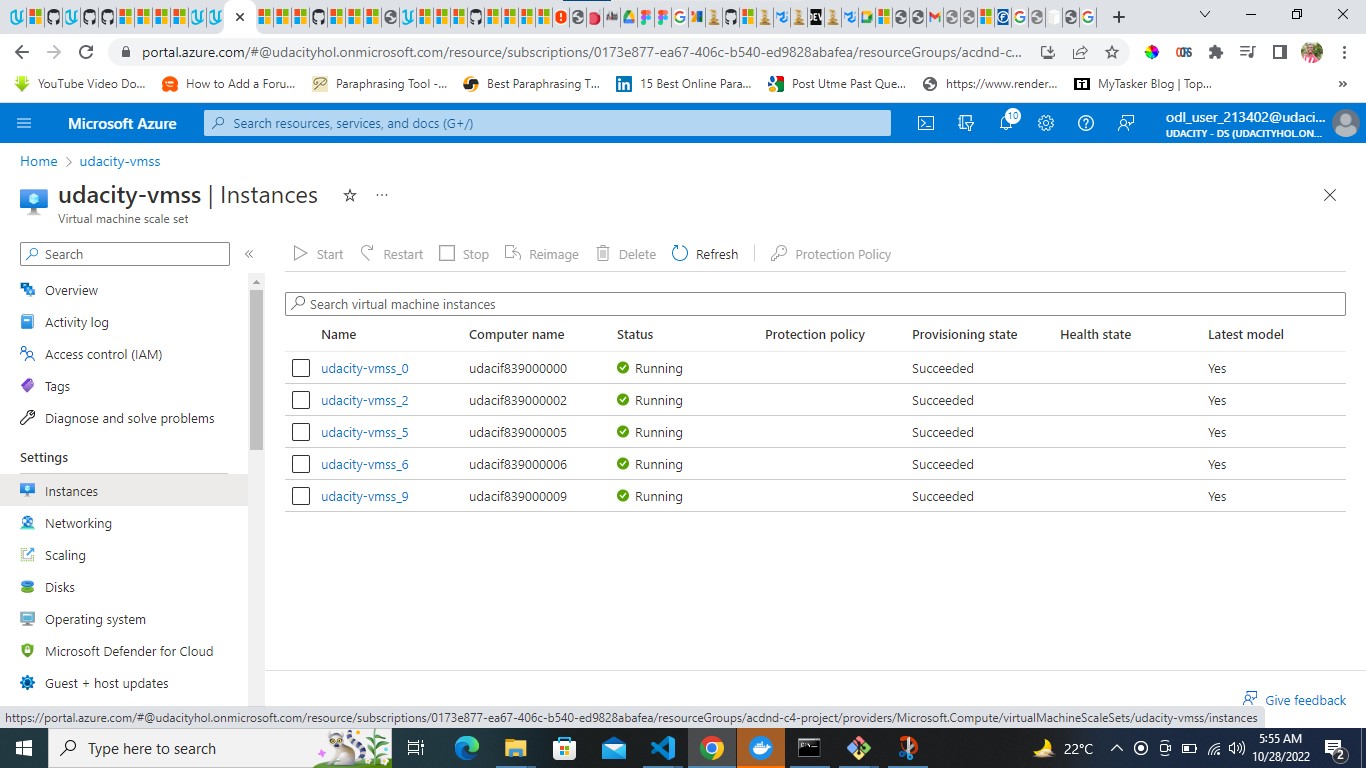 portal.azure.com/#@udacityhol.onmicrosoft.com/resource/subscriptions/0173e877-ea67-406c-b540-ed9828abafea/resourceGroups/acdnd-c...
YouTube Video Do... How to Add a Foru... Paraphrasing Tool -... Best Paraphrasing T... 15 Best Online Para... Post Utme Past Que... https://www.render... MyTasker Blog | Top... »
Microsoft Azure Search resources, services, and docs (G+/) 10 odl_user_213402@udaci...
UDACITY - DS (UDACITYHOL.ON...
Home > udacity-vmss
udacity-vmss | Instances ...
Virtual machine scale set
Search « Start Restart Stop Reimage Delete Refresh Protection Policy
Overview
Activity log
Access control (IAM)
Tags
Diagnose and solve problems
Settings
Instances
Networking
Scaling
Disks
Operating system
Microsoft Defender for Cloud
Guest + host updates
Search virtual machine instances
Name Computer name Status Protection policy Provisioning state Health state Latest model
udacity-vmss_0 udacif839000000 Running Succeeded Yes
udacity-vmss_2 udacif839000002 Running Succeeded Yes
udacity-vmss_5 udacif839000005 Running Succeeded Yes
udacity-vmss_6 udacif839000006 Running Succeeded Yes
udacity-vmss_9 udacif839000009 Running Succeeded Yes
Give feedback
https://portal.azure.com/#@udacityhol.onmicrosoft.com/resource/subscriptions/0173e877-ea67-406c-b540-ed9828abafea/resourceGroups/acdnd-c4-project/providers/Microsoft.Compute/virtualMachineScaleSets/udacity-vmss/instances
Type here to search 22°C 5:55 AM
10/28/2022 2